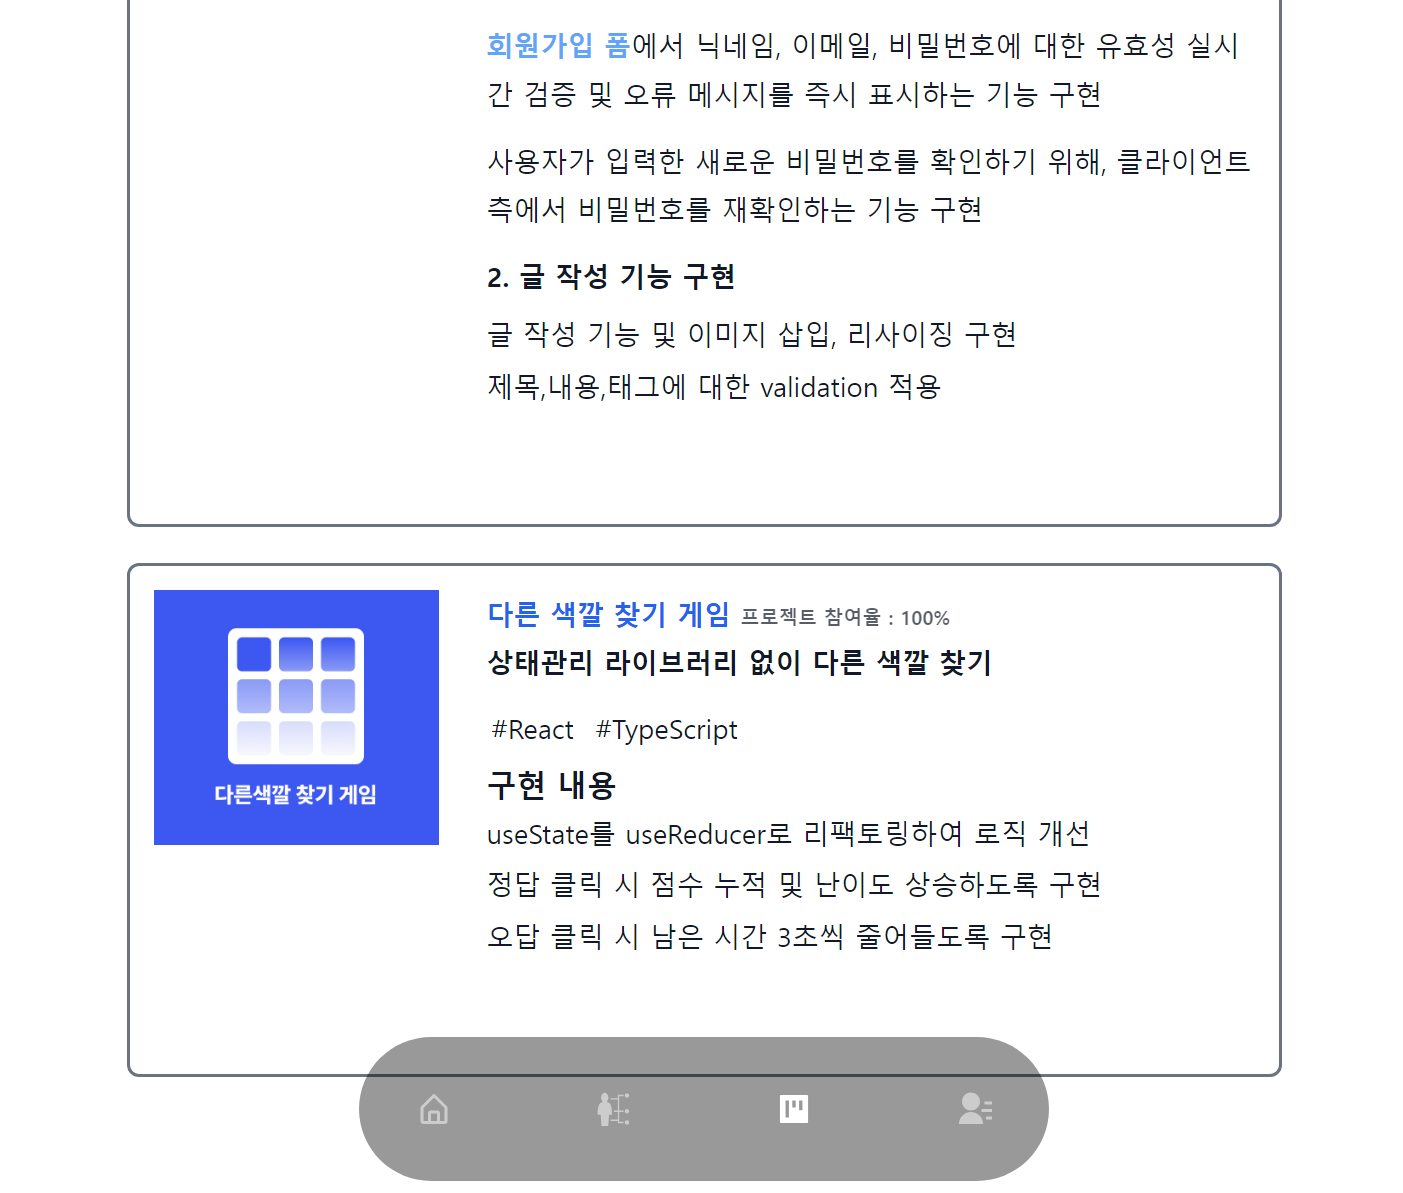 회원가입 폼에서 닉네임, 이메일, 비밀번호에 대한 유효성 실시
간 검증 및 오류 메시지를 즉시 표시하는 기능 구현
사용자가 입력한 새로운 비밀번호를 확인하기 위해, 클라이언트
측에서 비밀번호를 재확인하는 기능 구현
2. 글 작성 기능 구현
글 작성 기능 및 이미지 삽입, 리사이징 구현
제목,내용,태그에 대한 validation 적용
다른색깔 찾기 게임
다른 색깔 찾기 게임 프로젝트 참여율 : 100%
상태관리 라이브러리 없이 다른 색깔 찾기
#React #TypeScript
구현 내용
useState를 useReducer로 리팩토링하여 로직 개선
정답 클릭 시 점수 누적 및 난이도 상승하도록 구현
오답 클릭 시 남은 시간 3초씩 줄어들도록 구현